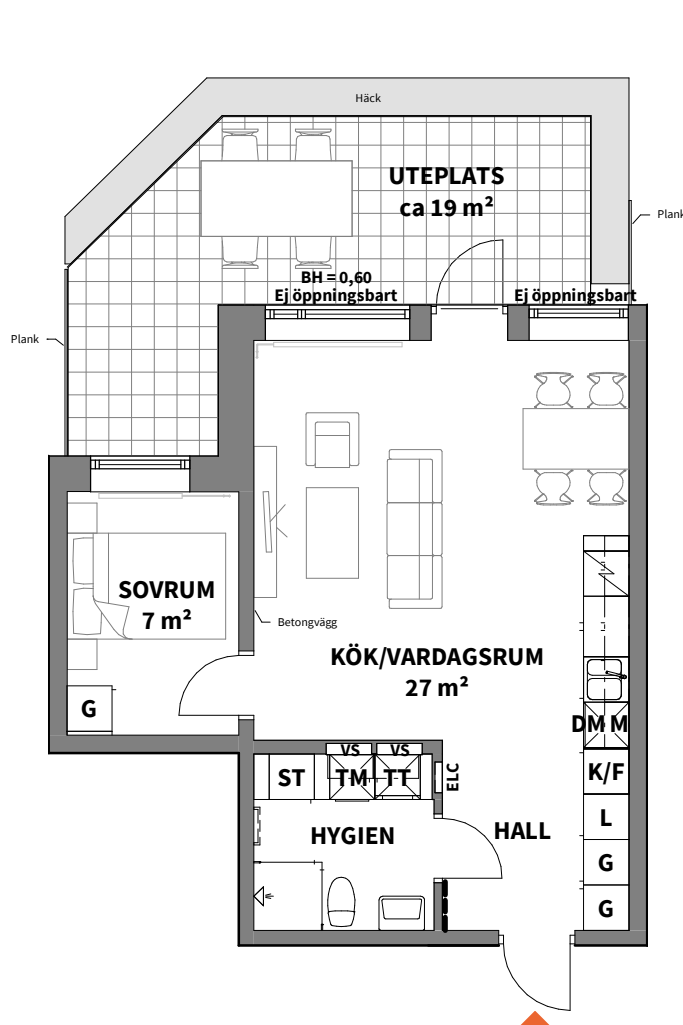 Häck
UTEPLATS
ca 19 m²
Plank
BH = 0,60
Ej öppningsbart
Ej öppningsbart
Plank
SOVRUM
7 m²
Betongvägg
KÖK/VARDAGSRUM
27 m²
G
DM M
VS
VS
ST
TM
TT
ELC
K/F
L
HYGIEN
HALL
G
G